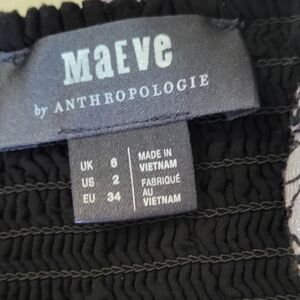 MaEVe
by ANTHROPOLOGIE
UK 6
US 2
EU 34
MADE IN
VIETNAM
FABRIQUÉ
AU
VIETNAM